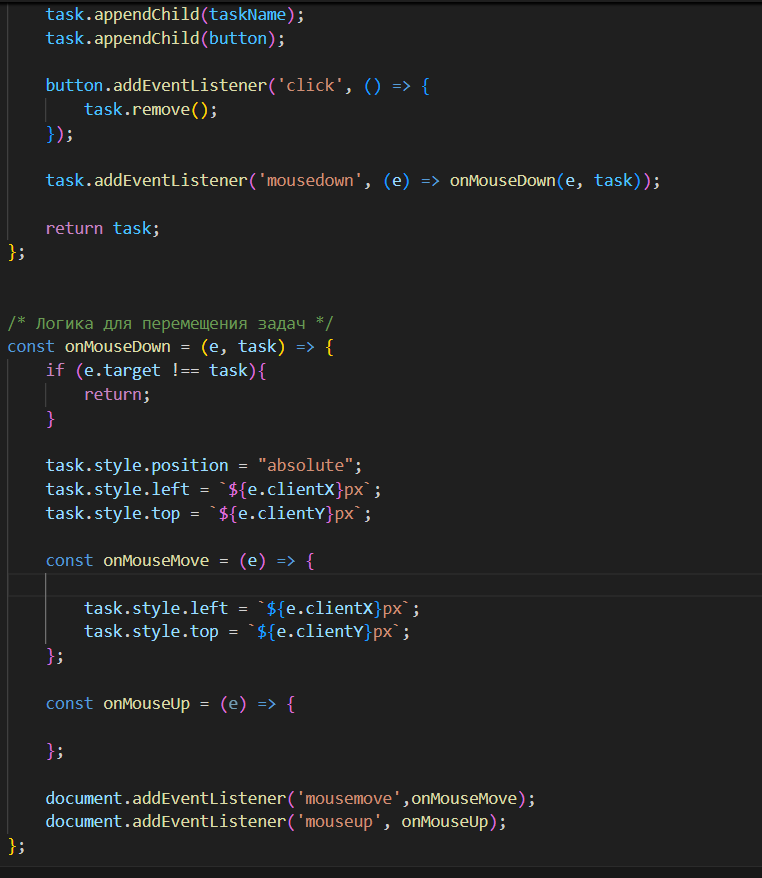 task.appendChild(taskName);
task.appendChild(button);
button.addEventListener('click', () => {
task.remove();
});
task.addEventListener('mousedown', (e) => onMouseDown(e, task));
return task;
};
/* Логика для перемещения задач */
const onMouseDown = (e, task) => {
if (e.target !== task){
return;
}
task.style.position = "absolute";
task.style.left = `${e.clientX}px`;
task.style.top = `${e.clientY}px`;
const onMouseMove = (e) => {
task.style.left = `${e.clientX}px`;
task.style.top = `${e.clientY}px`;
};
const onMouseUp = (e) => {
};
document.addEventListener('mousemove',onMouseMove);
document.addEventListener('mouseup', onMouseUp);
};